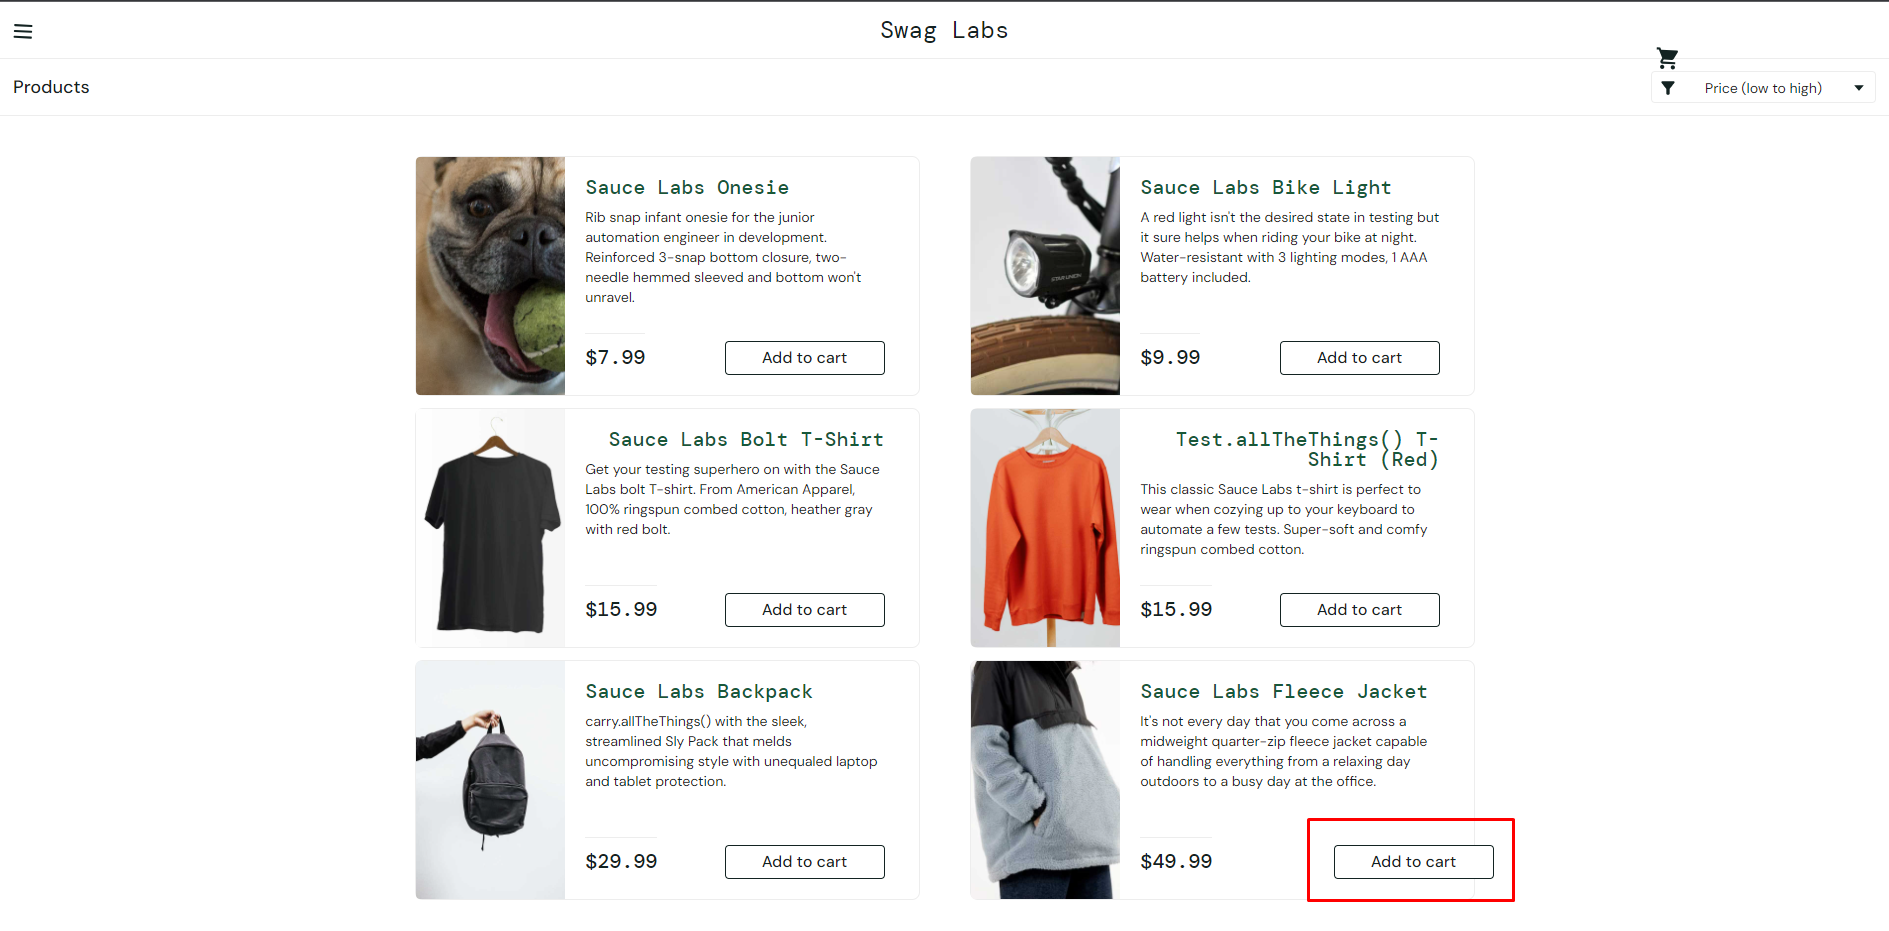 Swag Labs
Products
Price (low to high)
Sauce Labs Onesie
Rib snap infant onesie for the junior
automation engineer in development.
Reinforced 3-snap bottom closure, two-
needle hemmed sleeved and bottom won't
unravel.
$7.99
Add to cart
Sauce Labs Bike Light
A red light isn't the desired state in testing but
it sure helps when riding your bike at night.
Water-resistant with 3 lighting modes, 1 AAA
battery included.
STAR UNION
$9.99
Add to cart
Sauce Labs Bolt T-Shirt
Get your testing superhero on with the Sauce
Labs bolt T-shirt. From American Apparel,
100% ringspun combed cotton, heather gray
with red bolt.
$15.99
Add to cart
Test.allTheThings() T-
Shirt (Red)
This classic Sauce Labs t-shirt is perfect to
wear when cozying up to your keyboard to
automate a few tests. Super-soft and comfy
ringspun combed cotton.
$15.99
Add to cart
Sauce Labs Backpack
carry.allTheThings() with the sleek,
streamlined Sly Pack that melds
uncompromising style with unequaled laptop
and tablet protection.
$29.99
Add to cart
Sauce Labs Fleece Jacket
It's not every day that you come across a
midweight quarter-zip fleece jacket capable
of handling everything from a relaxing day
outdoors to a busy day at the office.
$49.99
Add to cart